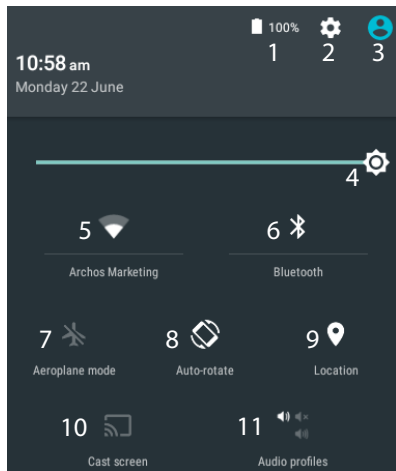 100%
1 2 3
10:58 am
Monday 22 June
4
5 6
Archos Marketing Bluetooth
7 8 9
Aeroplane mode Auto-rotate Location
10 11
Cast screen Audio profiles